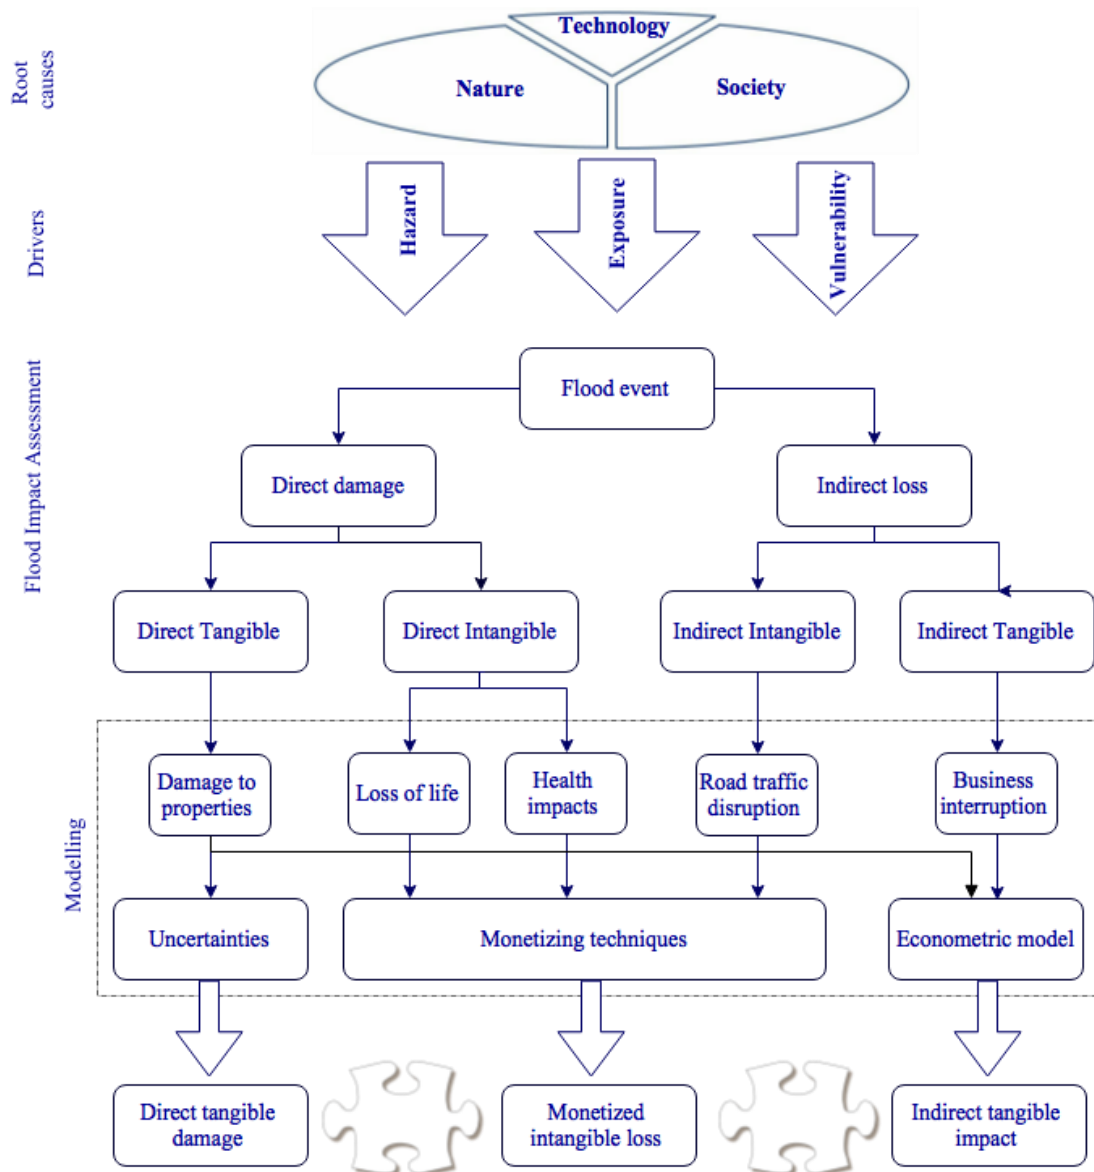 Technology
Root
causes
Nature
Society
Drivers
Hazard
Exposure
Vulnerability
Flood Impact Assessment
Flood event
Direct damage
Indirect loss
Direct Tangible
Direct Intangible
Indirect Intangible
Indirect Tangible
Modelling
Damage to
properties
Loss of life
Health
impacts
Road traffic
disruption
Business
interruption
Uncertainties
Monetizing techniques
Econometric model
Direct tangible
damage
Monetized
intangible loss
Indirect tangible
impact